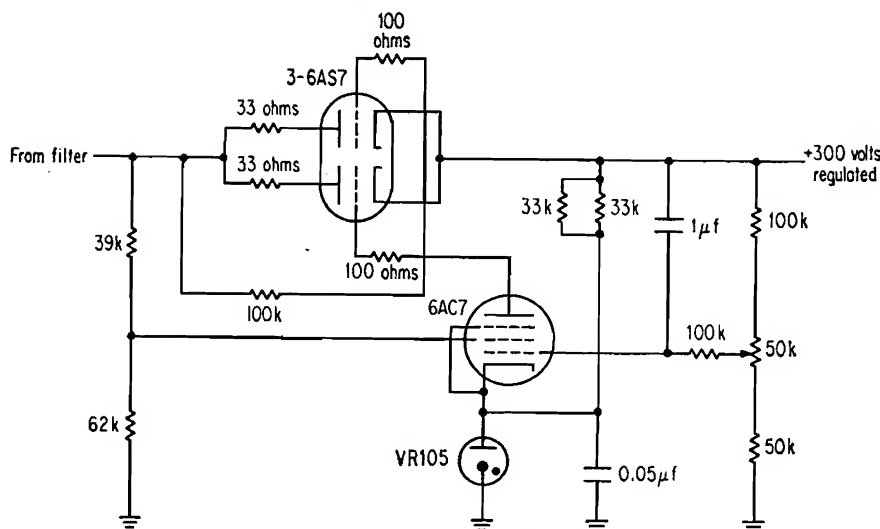 100
ohms
3-6AS7
33 ohms
From filter
33 ohms
+300 volts
regulated
33k
33k
1μf
100k
39k
100 ohms
100k
6AC7
100k
50k
62k
VR105
0.05μf
50k